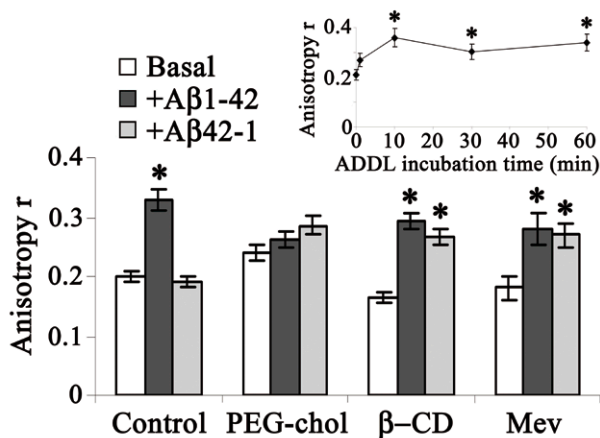 Basal
+Aβ1-42
+Aβ42-1
Anisotropy r
0.4
0.2
0
* * *
0 10 20 30 40 50 60
ADDL incubation time (min)
Anisotropy r
0.4
0.3
0.2
0.1
0
* * * * *
Control PEG-chol β–CD Mev